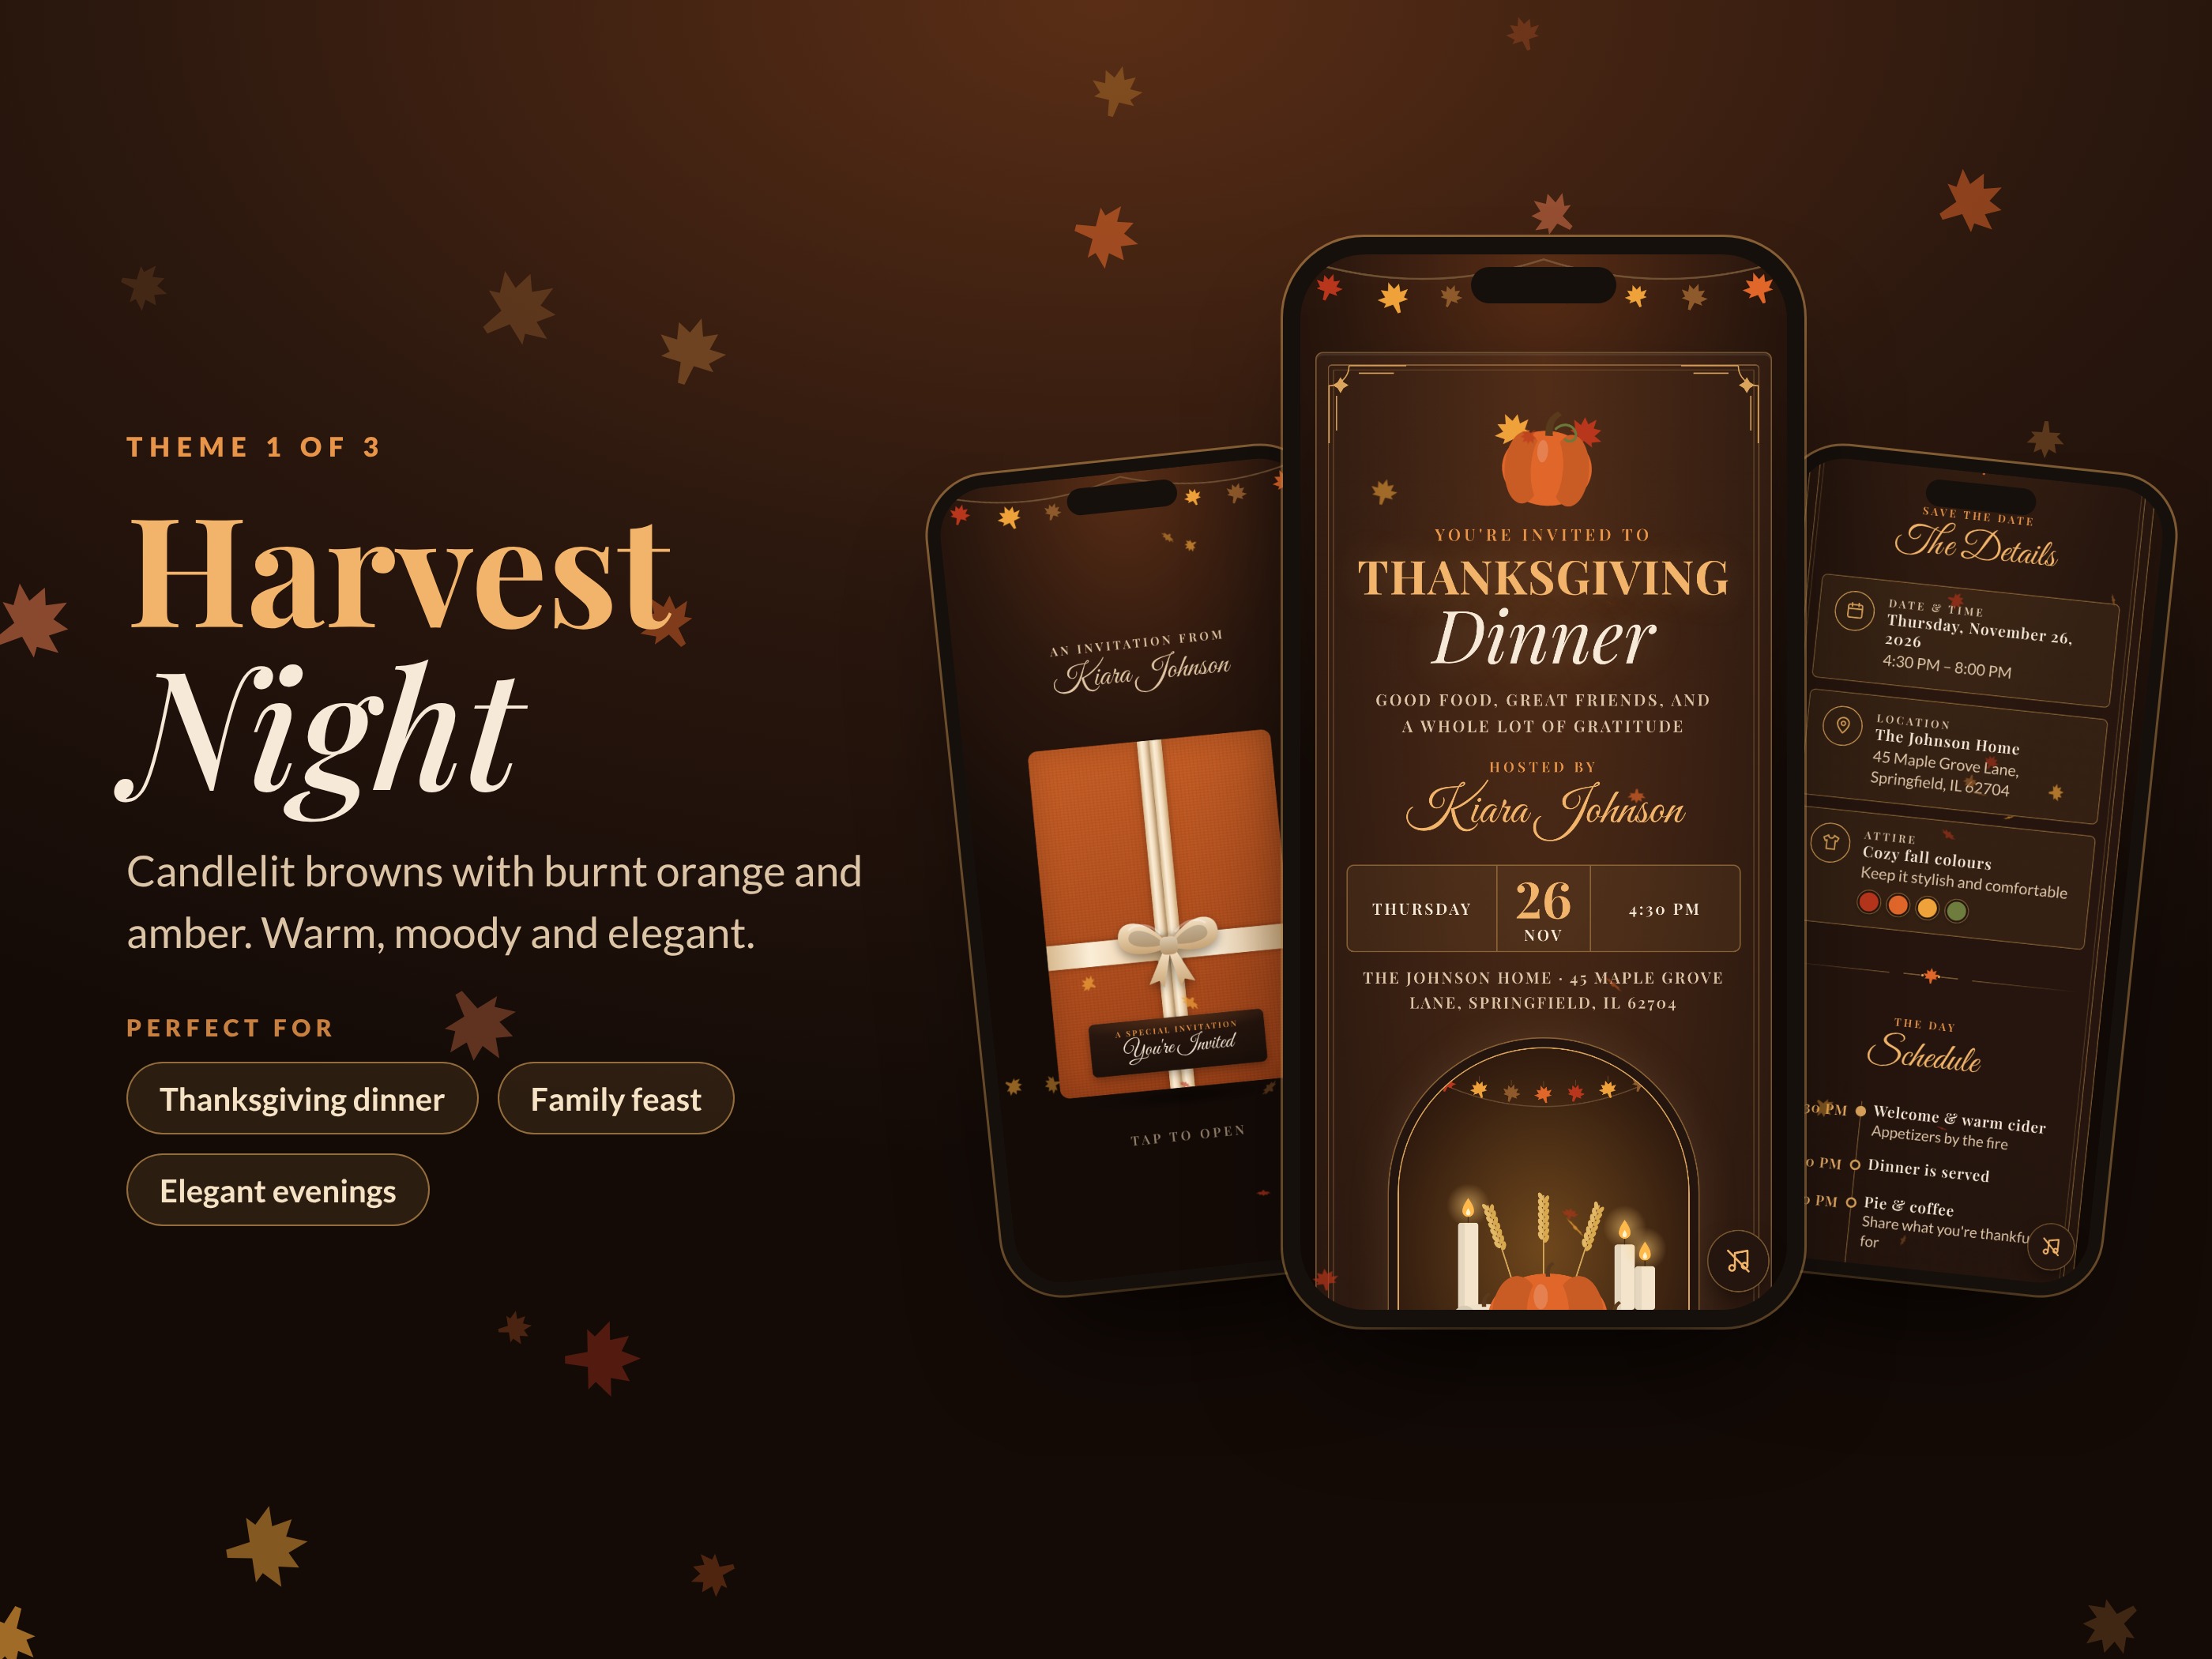 THEME 1 OF 3
Harvest
Night
Candlelit browns with burnt orange and
amber. Warm, moody and elegant.
PERFECT FOR
Thanksgiving dinner
Family feast
Elegant evenings
AN INVITATION FROM
Kiara Johnson
A SPECIAL INVITATION
You're Invited
TAP TO OPEN
YOU'RE INVITED TO
THANKSGIVING
Dinner
GOOD FOOD, GREAT FRIENDS, AND
A WHOLE LOT OF GRATITUDE
HOSTED BY
Kiara Johnson
THURSDAY
26
NOV
4:30 PM
THE JOHNSON HOME · 45 MAPLE GROVE
LANE, SPRINGFIELD, IL 62704
SAVE THE DATE
The Details
DATE & TIME
Thursday, November 26,
2026
4:30 PM – 8:00 PM
LOCATION
The Johnson Home
45 Maple Grove Lane,
Springfield, IL 62704
ATTIRE
Cozy fall colours
Keep it stylish and comfortable
THE DAY
Schedule
PM Welcome & warm cider
Appetizers by the fire
PM Dinner is served
PM Pie & coffee
Share what you're
for